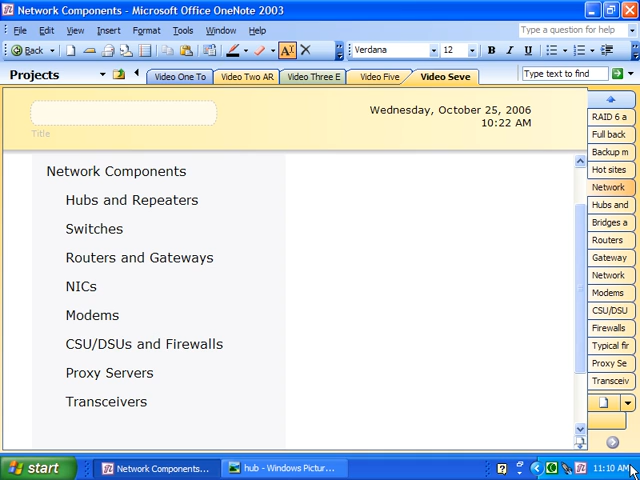 Network Components - Microsoft Office OneNote 2003
File Edit View Insert Format Tools Window Help
Type a question for help
Back
Verdana 12 B I U
Projects
Video One To
Video Two AR
Video Three E
Video Five
Video Seve
Type text to find
Wednesday, October 25, 2006
10:22 AM
Title
Network Components
Hubs and Repeaters
Switches
Routers and Gateways
NICs
Modems
CSU/DSUs and Firewalls
Proxy Servers
Transceivers
RAID 6 a
Full back
Backup m
Hot sites
Network
Hubs and
Bridges a
Routers
Gateway
Network
Modems
CSU/DSU
Firewalls
Typical fir
Proxy Se
Transceiv
start
Network Components...
hub - Windows Pictur...
11:10 AM